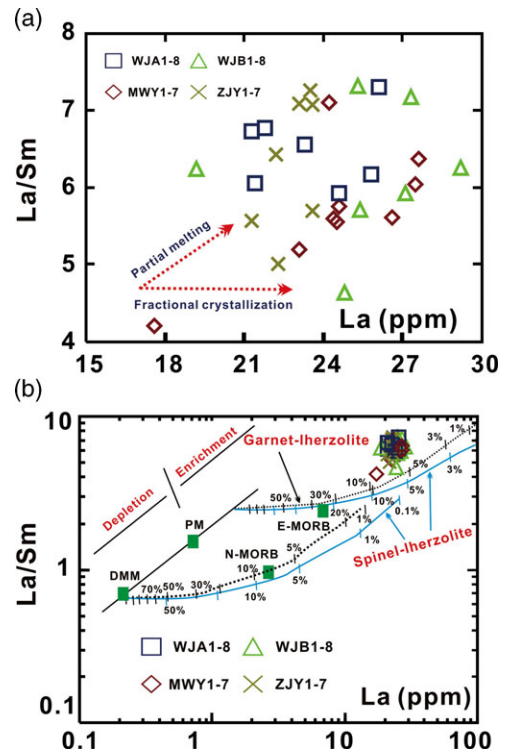 (a)
8
WJA1-8 WJB1-8
MWY1-7 ZJY1-7
7
La/Sm
6
5
Partial melting
Fractional crystallization
La (ppm)
4
15 18 21 24 27 30
(b)
10
Garnet-lherzolite
1%
3%
5%
3%
10%
5%
Depletion
Enrichment
50% 30%
10%
0.1%
PM
E-MORB
20%
1%
1%
Spinel-lherzolite
La/Sm
N-MORB
5%
10%
5%
DMM
70% 50% 30%
50%
10%
1
WJA1-8 WJB1-8
MWY1-7 ZJY1-7
La (ppm)
0.1
0.1 1 10 100